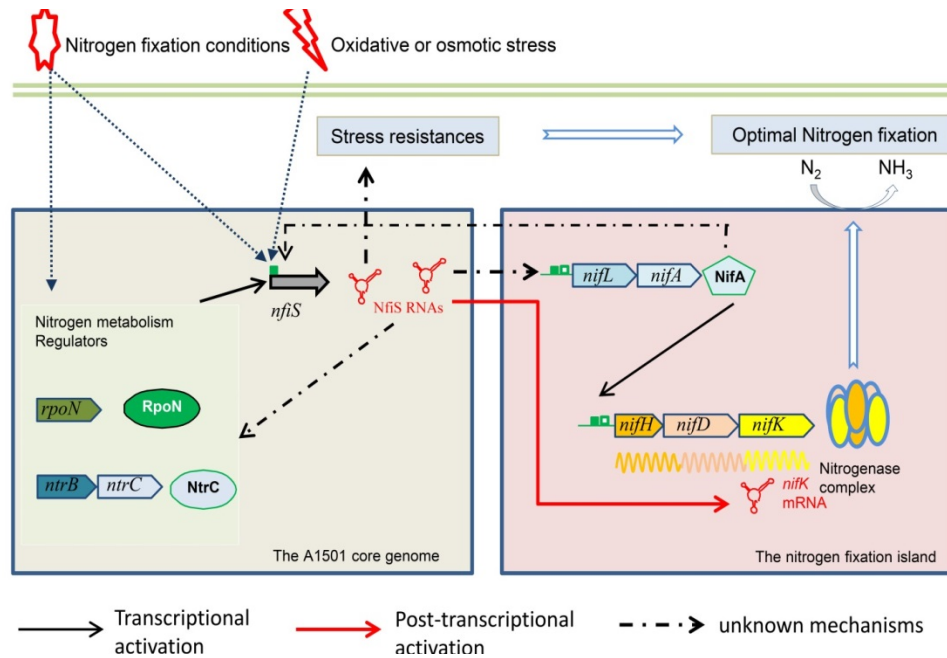 Nitrogen fixation conditions
Oxidative or osmotic stress
Stress resistances
Optimal Nitrogen fixation
N2
NH3
nfiS
NfiS RNAs
nifL
nifA
NifA
Nitrogen metabolism
Regulators
rpoN
RpoN
ntrB
ntrC
NtrC
nifH
nifD
nifK
Nitrogenase
complex
nifK
mRNA
The A1501 core genome
The nitrogen fixation island
Transcriptional
activation
Post-transcriptional
activation
unknown mechanisms